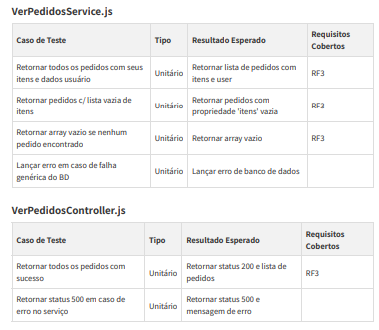 VerPedidosService.js
Caso de Teste Tipo Resultado Esperado Requisitos
Cobertos
Retornar todos os pedidos com seus
itens e dados usuário Unitário Retornar lista de pedidos com
itens e user RF3
Retornar pedidos c/ lista vazia de
itens Unitário Retornar pedidos com
propriedade 'itens' vazia RF3
Retornar array vazio se nenhum
pedido encontrado Unitário Retornar array vazio RF3
Lançar erro em caso de falha
genérica do BD Unitário Lançar erro de banco de dados
VerPedidosController.js
Caso de Teste Tipo Resultado Esperado Requisitos
Cobertos
Retornar todos os pedidos com
sucesso Unitário Retornar status 200 e lista de
pedidos RF3
Retornar status 500 em caso de
erro no serviço Unitário Retornar status 500 e
mensagem de erro